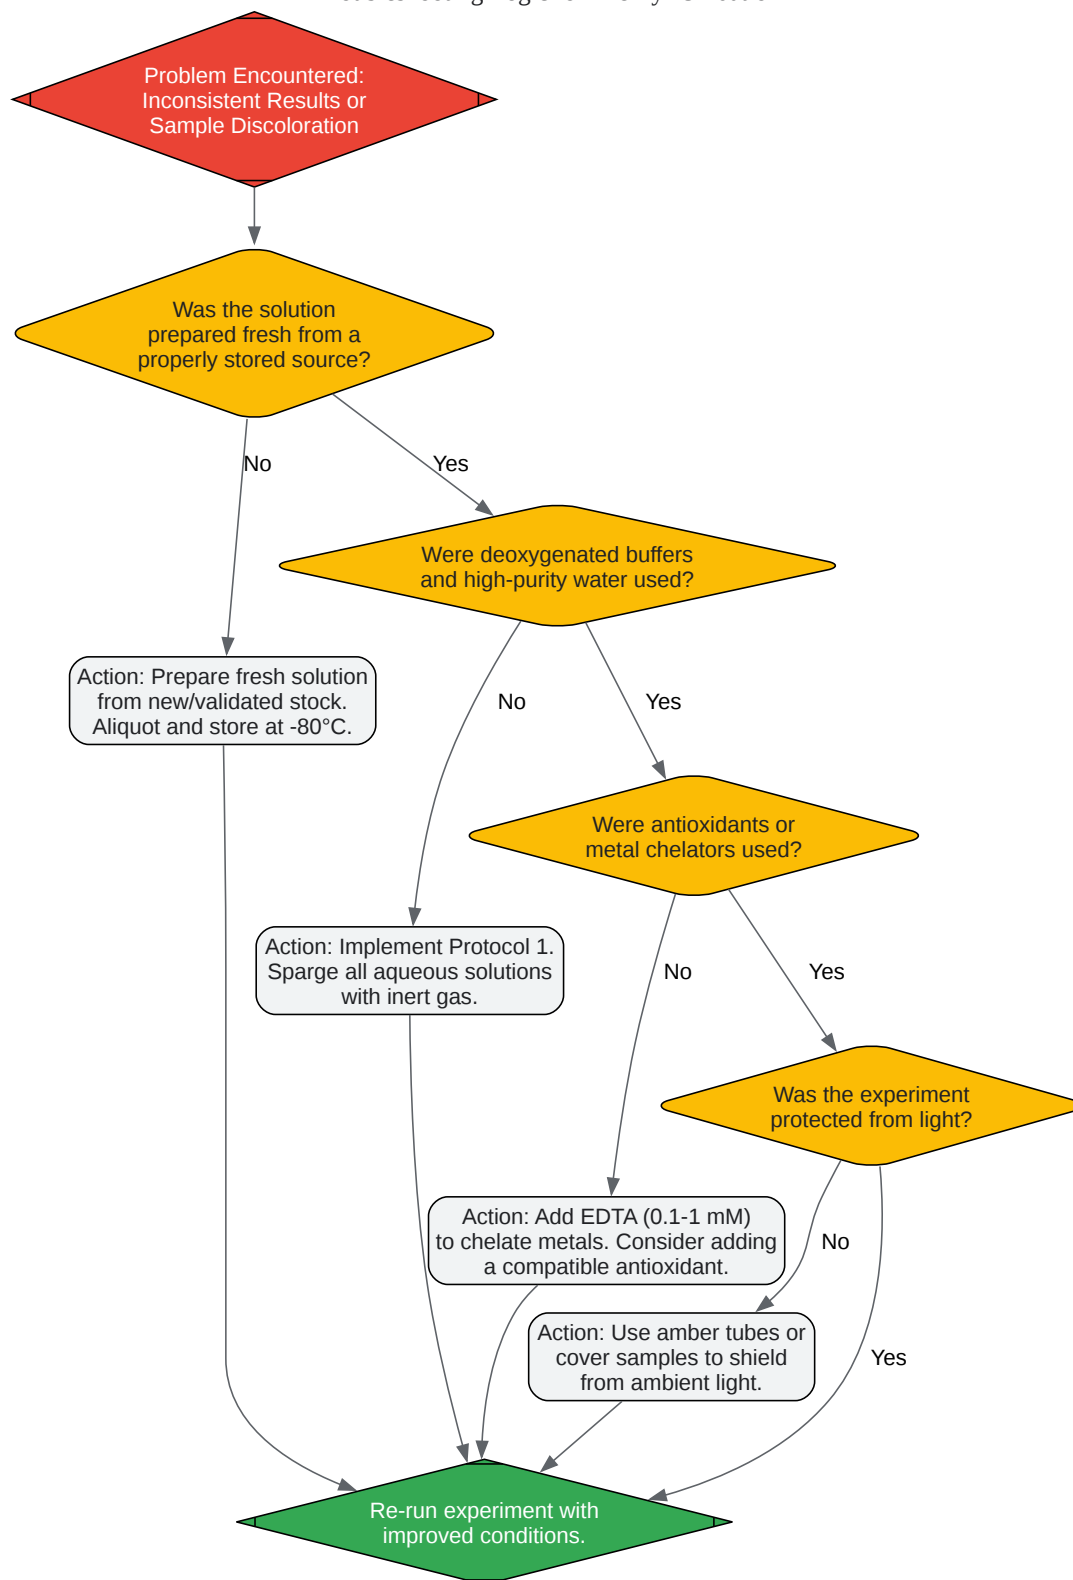 Problem Encountered:
Inconsistent Results or
Sample Discoloration
Was the solution
prepared fresh from a
properly stored source?
No
Yes
Were deoxygenated buffers
and high-purity water used?
Action: Prepare fresh solution
from new/validated stock.
Aliquot and store at -80°C.
No
Yes
Were antioxidants or
metal chelators used?
Action: Implement Protocol 1.
Sparge all aqueous solutions
with inert gas.
No
Yes
Was the experiment
protected from light?
Action: Add EDTA (0.1-1 mM)
to chelate metals. Consider adding
a compatible antioxidant.
No
Action: Use amber tubes or
cover samples to shield
from ambient light.
Yes
Re-run experiment with
improved conditions.